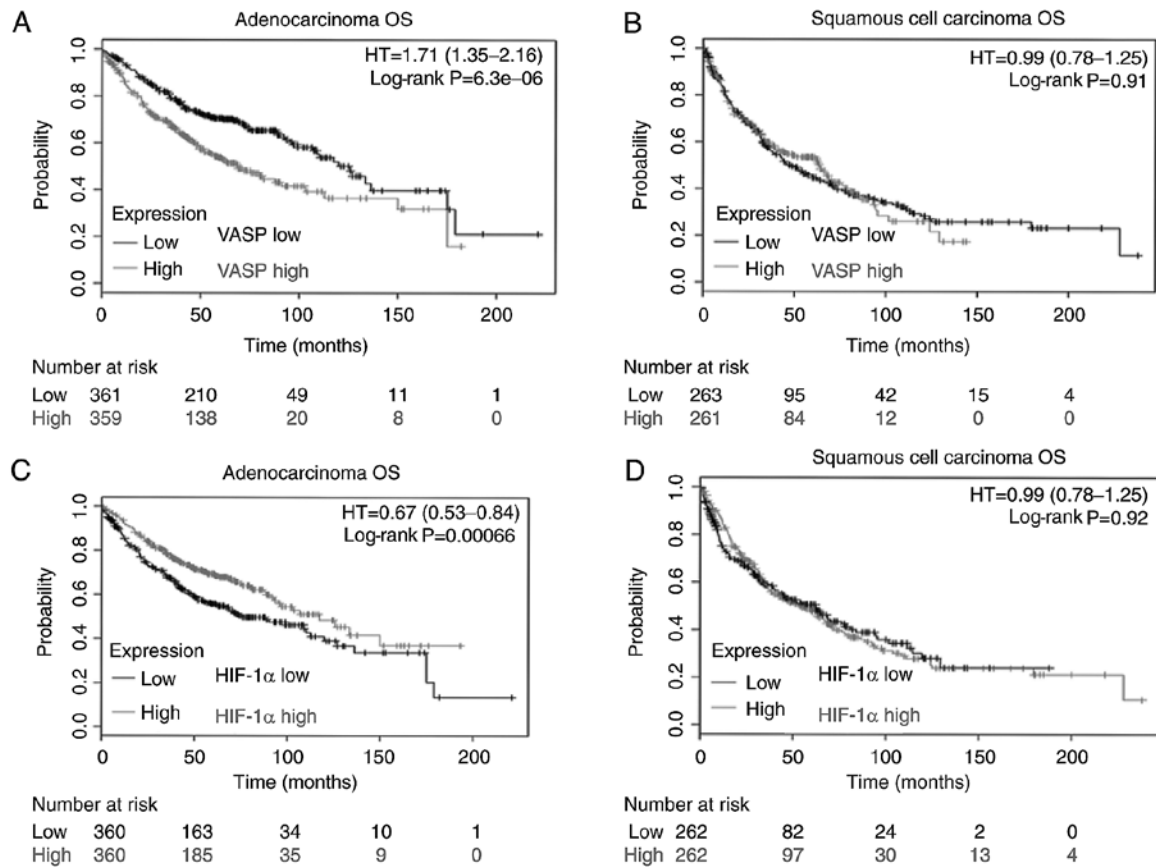 A
Adenocarcinoma OS
HT=1.71 (1.35–2.16)
Log-rank P=6.3e–06
Probability
1.0
0.8
0.6
0.4
0.2
0.0
Expression
Low VASP low
High VASP high
0 50 100 150 200
Time (months)
Number at risk
Low 361 210 49 11 1
High 359 138 20 8 0
B
Squamous cell carcinoma OS
HT=0.99 (0.78–1.25)
Log-rank P=0.91
Probability
1.0
0.8
0.6
0.4
0.2
0.0
Expression
Low VASP low
High VASP high
0 50 100 150 200
Time (months)
Number at risk
Low 263 95 42 15 4
High 261 84 12 0 0
C
Adenocarcinoma OS
HT=0.67 (0.53–0.84)
Log-rank P=0.00066
Probability
1.0
0.8
0.6
0.4
0.2
0.0
Expression
Low HIF-1α low
High HIF-1α high
0 50 100 150 200
Time (months)
Number at risk
Low 360 163 34 10 1
High 360 185 35 9 0
D
Squamous cell carcinoma OS
HT=0.99 (0.78–1.25)
Log-rank P=0.92
Probability
1.0
0.8
0.6
0.4
0.2
0.0
Expression
Low HIF-1α low
High HIF-1α high
0 50 100 150 200
Time (months)
Number at risk
Low 262 82 24 2 0
High 262 97 30 13 4